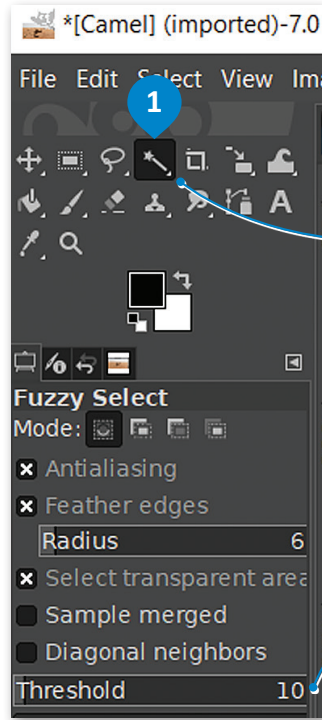 *[Camel] (imported)-7.0
File Edit Select View Ima
1
A
Fuzzy Select
Mode:
Antialiasing
Feather edges
Radius 6
Select transparent area
Sample merged
Diagonal neighbors
Threshold 10